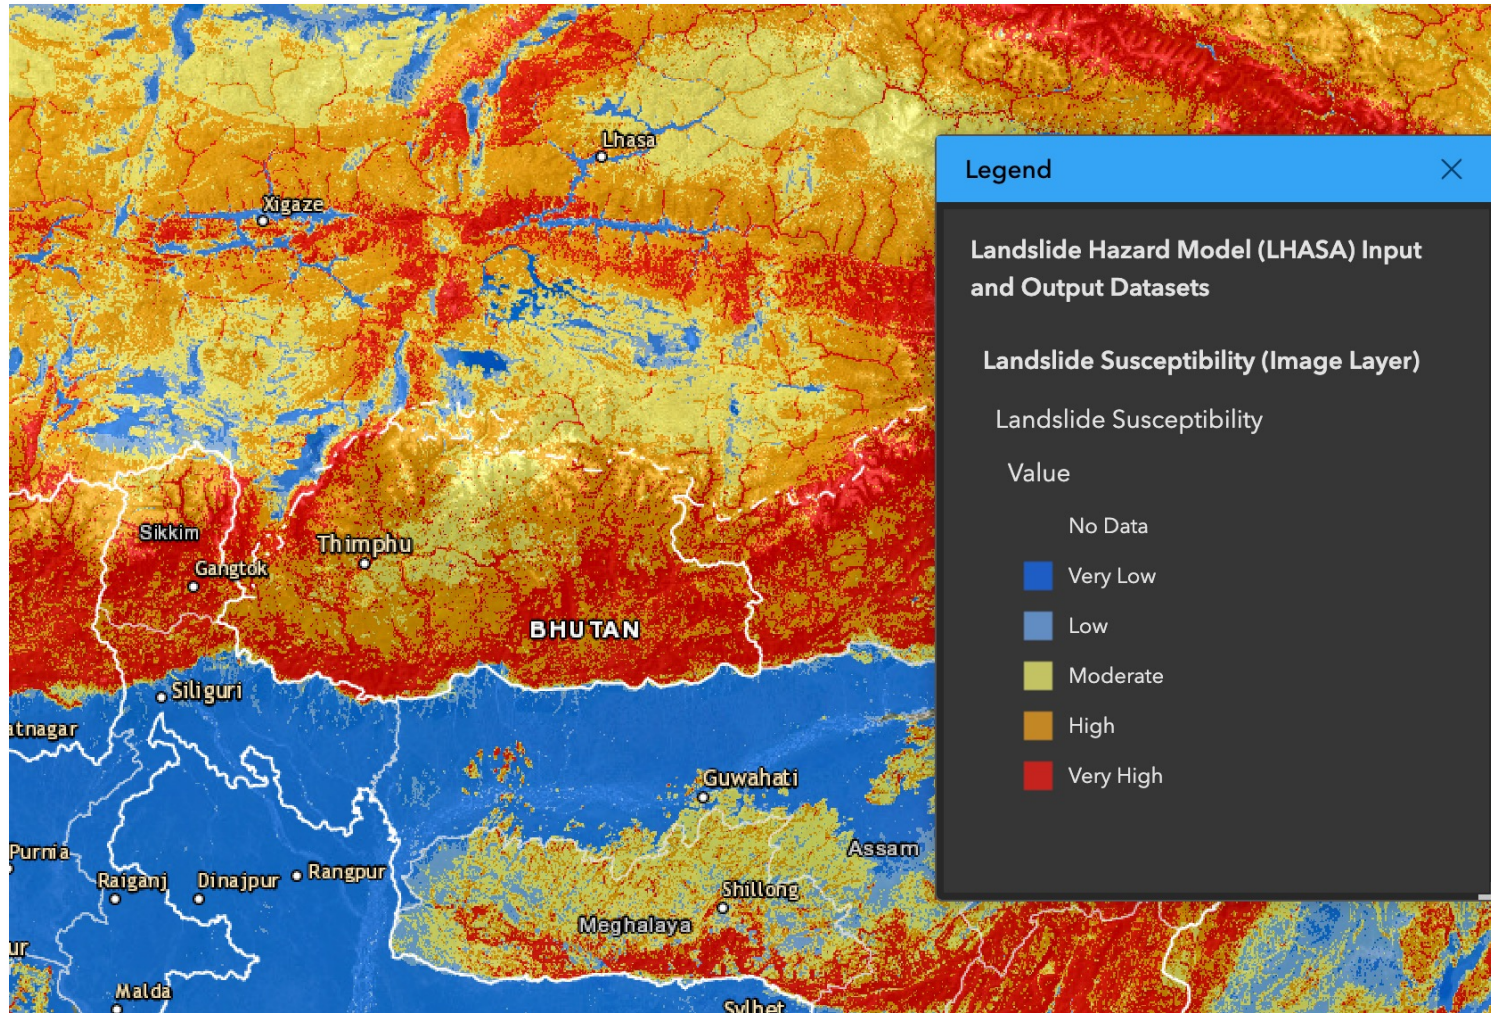 Lhasa
Xigaze
Legend
Landslide Hazard Model (LHASA) Input
and Output Datasets
Landslide Susceptibility (Image Layer)
Landslide Susceptibility
Value
No Data
Very Low
Low
Moderate
High
Very High
Sikkim
Thimphu
Gangtok
BHUTAN
Siliguri
atnagar
Guwahati
Assam
Purnia
Rangpur
Raiganj
Dinajpur
Shillong
Meghalaya
ur
Malda
Sylhet